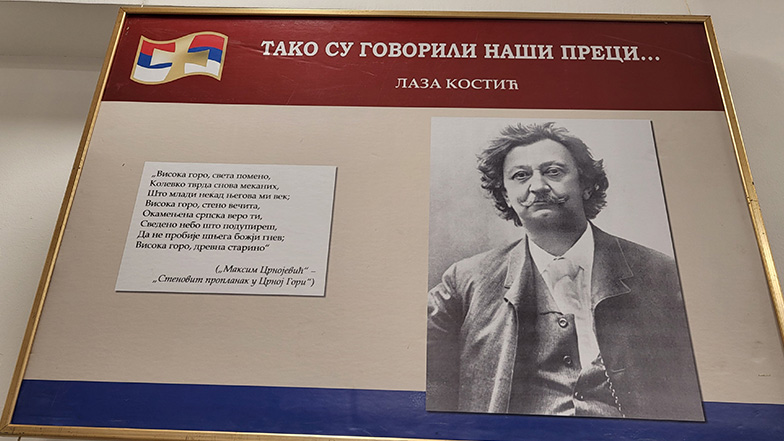 ТАКО СУ ГОВОРИЛИ НАШИ ПРЕЦИ...
ЛАЗА КОСТИЋ
„Висока горо, света помено,
Колевко тврда снова меканих,
Што млади некад његова ми век;
Висока горо, стено вечита,
Окамењена српска веро ти,
Сведено небо што подупиреш,
Да не пробије шњега божји гнев;
Висока горо, древна старино“
(„Максим Црнојевић“ –
„Стеновит пропланак у Црној Гори“)